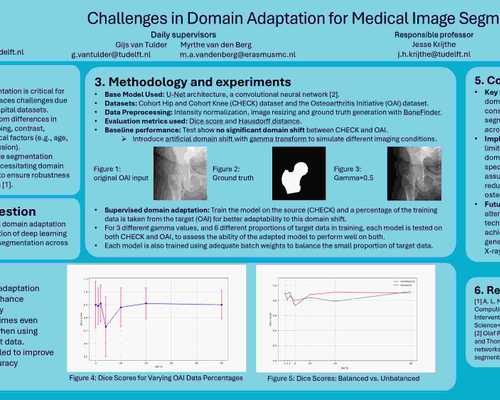 Challenges in Domain Adaptation for Medical Image Segm
Daily supervisors
Responsible professor
Gijs van Tulder
Myrthe van den Berg
Jesse Krijthe
udelft.nl
g.vantulder@tudelft.nl
m.a.vandenberg@erasmusmc.nl
j.h.krijthe@tudelft.nl
ntation is critical for
aces challenges due
pital datasets.
om differences in
ping, contrast,
cal factors (e.g., age,
sion).
e segmentation
cessitating domain
to ensure robustness
[1].
estion
domain adaptation
tion of deep learning
segmentation across
adaptation
hance
y
imes even
when using
t data.
led to improve
curacy
3. Methodology and experiments
• Base Model Used: U-Net architecture, a convolutional neural network [2].
• Datasets: Cohort Hip and Cohort Knee (CHECK) dataset and the Osteoarthritis Initiative (OAI) dataset.
• Data Preprocessing: Intensity normalization, image resizing and ground truth generation with BoneFinder.
• Evaluation metrics used: Dice score and Hausdorff distance.
• Baseline performance: Test show no significant domain shift between CHECK and OAI.
➢ Introduce artificial domain shift with gamma transform to simulate different imaging conditions.
Figure 1:
original OAI input
Figure 2:
Ground truth
Figure 3:
Gamma=0.5
• Supervised domain adaptation: Train the model on the source (CHECK) and a percentage of the training
data is taken from the target (OAI) for better adaptability to this domain shift.
• For 3 different gamma values, and 6 different proportions of target data in training, each model is tested on
both CHECK and OAI, to assess the ability of the adapted model to perform well on both.
• Each model is also trained using adequate batch weights to balance the small proportion of target data.
Figure 4: Dice Scores for Varying OAI Data Percentages
Figure 5: Dice Scores: Balanced vs. Unbalanced
5. Co
• Key
dom
cons
segm
acro
• Impl
limit
dom
spec
assu
redu
oste
• Futu
alter
tech
achi
gene
X-ray
6. Re
[1] A. L. M
Computi
Intervent
Science+
[2] Olaf R
and Thom
networks
segment